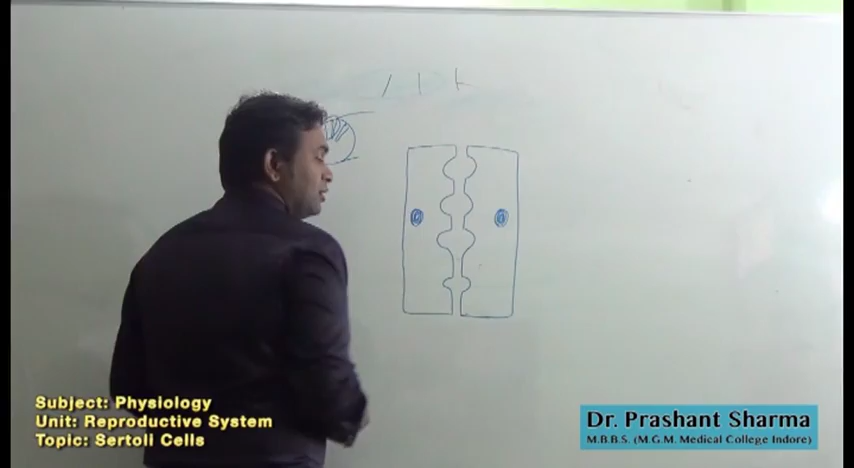 Subject: Physiology
Unit: Reproductive System
Topic: Sertoli Cells
Dr. Prashant Sharma
M.B.B.S. (M.G.M. Medical College Indore)